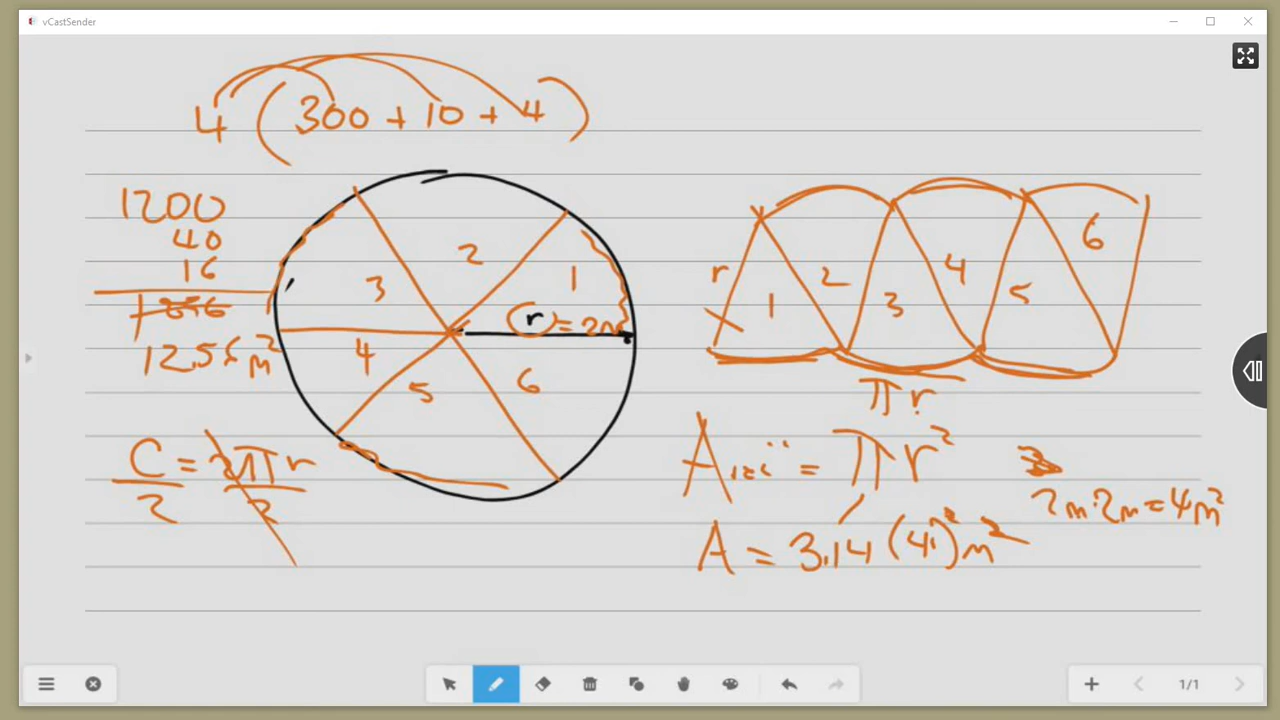 vCastSender
4 (300 + 10 + 4)
1200
40
16
12.56 m²
C = 2πr
2 2
3
2
1
r = 2m
4
5
6
r
1
2
3
4
5
6
πr
A = πr²
2m·2m=4m²
A = 3.14 (4)m²
1/1